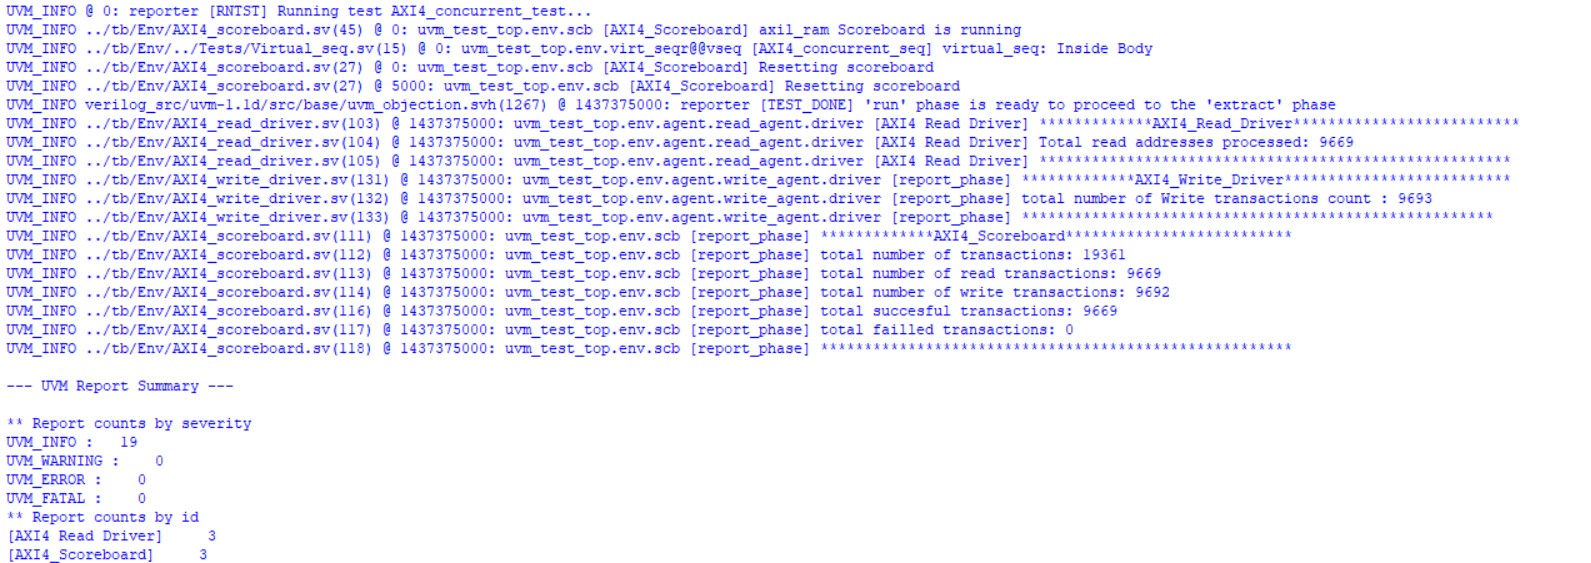 UVM_INFO @ 0: reporter [RNTST] Running test AXI4_concurrent_test...
UVM_INFO ../tb/Env/AXI4_scoreboard.sv(45) @ 0: uvm_test_top.env.scb [AXI4_Scoreboard] axil_ram Scoreboard is running
UVM_INFO ../tb/Env/../Tests/Virtual_seq.sv(15) @ 0: uvm_test_top.env.virt_seqr@@vseq [AXI4_concurrent_seq] virtual_seq: Inside Body
UVM_INFO ../tb/Env/AXI4_scoreboard.sv(27) @ 0: uvm_test_top.env.scb [AXI4_Scoreboard] Resetting scoreboard
UVM_INFO ../tb/Env/AXI4_scoreboard.sv(27) @ 5000: uvm_test_top.env.scb [AXI4_Scoreboard] Resetting scoreboard
UVM_INFO verilog_src/uvm-1.1d/src/base/uvm_objection.svh(1267) @ 1437375000: reporter [TEST_DONE] 'run' phase is ready to proceed to the 'extract' phase
UVM_INFO ../tb/Env/AXI4_read_driver.sv(103) @ 1437375000: uvm_test_top.env.agent.read_agent.driver [AXI4 Read Driver] *************AXI4_Read_Driver**************************
UVM_INFO ../tb/Env/AXI4_read_driver.sv(104) @ 1437375000: uvm_test_top.env.agent.read_agent.driver [AXI4 Read Driver] Total read addresses processed: 9669
UVM_INFO ../tb/Env/AXI4_read_driver.sv(105) @ 1437375000: uvm_test_top.env.agent.read_agent.driver [AXI4 Read Driver] ******************************************************
UVM_INFO ../tb/Env/AXI4_write_driver.sv(131) @ 1437375000: uvm_test_top.env.agent.write_agent.driver [report_phase] *************AXI4_Write_Driver**************************
UVM_INFO ../tb/Env/AXI4_write_driver.sv(132) @ 1437375000: uvm_test_top.env.agent.write_agent.driver [report_phase] total number of Write transactions count : 9693
UVM_INFO ../tb/Env/AXI4_write_driver.sv(133) @ 1437375000: uvm_test_top.env.agent.write_agent.driver [report_phase] ******************************************************
UVM_INFO ../tb/Env/AXI4_scoreboard.sv(111) @ 1437375000: uvm_test_top.env.scb [report_phase] *************AXI4_Scoreboard**************************
UVM_INFO ../tb/Env/AXI4_scoreboard.sv(112) @ 1437375000: uvm_test_top.env.scb [report_phase] total number of transactions: 19361
UVM_INFO ../tb/Env/AXI4_scoreboard.sv(113) @ 1437375000: uvm_test_top.env.scb [report_phase] total number of read transactions: 9669
UVM_INFO ../tb/Env/AXI4_scoreboard.sv(114) @ 1437375000: uvm_test_top.env.scb [report_phase] total number of write transactions: 9692
UVM_INFO ../tb/Env/AXI4_scoreboard.sv(116) @ 1437375000: uvm_test_top.env.scb [report_phase] total succesful transactions: 9669
UVM_INFO ../tb/Env/AXI4_scoreboard.sv(117) @ 1437375000: uvm_test_top.env.scb [report_phase] total failled transactions: 0
UVM_INFO ../tb/Env/AXI4_scoreboard.sv(118) @ 1437375000: uvm_test_top.env.scb [report_phase] ******************************************************
--- UVM Report Summary ---
** Report counts by severity
UVM_INFO : 19
UVM_WARNING : 0
UVM_ERROR : 0
UVM_FATAL : 0
** Report counts by id
[AXI4 Read Driver] 3
[AXI4_Scoreboard] 3